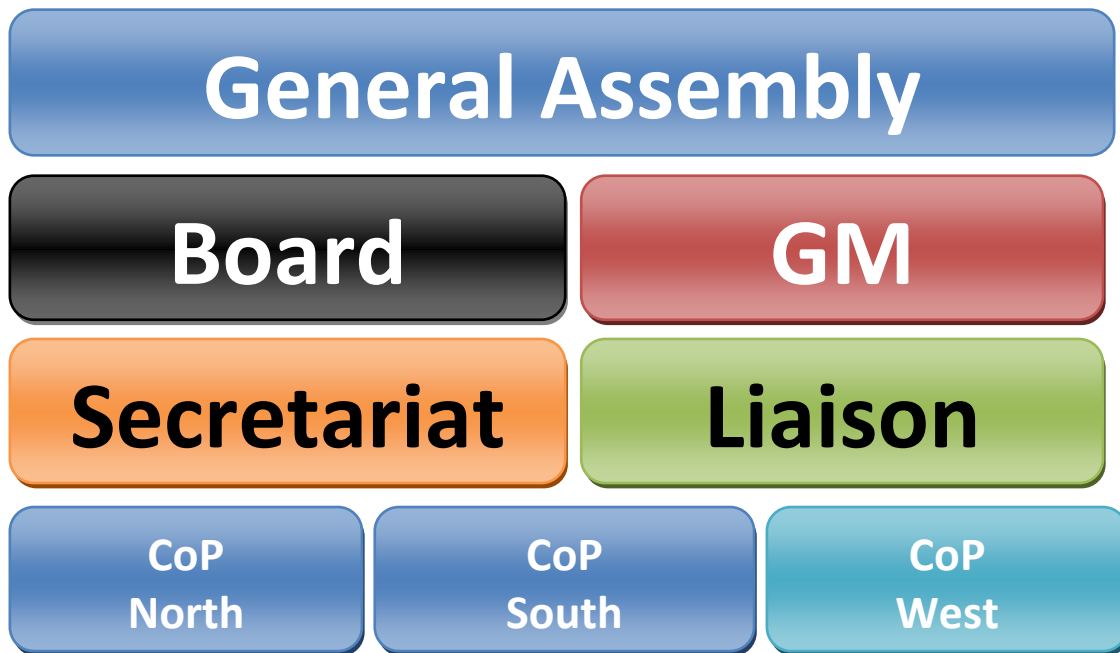 General Assembly
Board
GM
Secretariat
Liaison
CoP
North
CoP
South
CoP
West